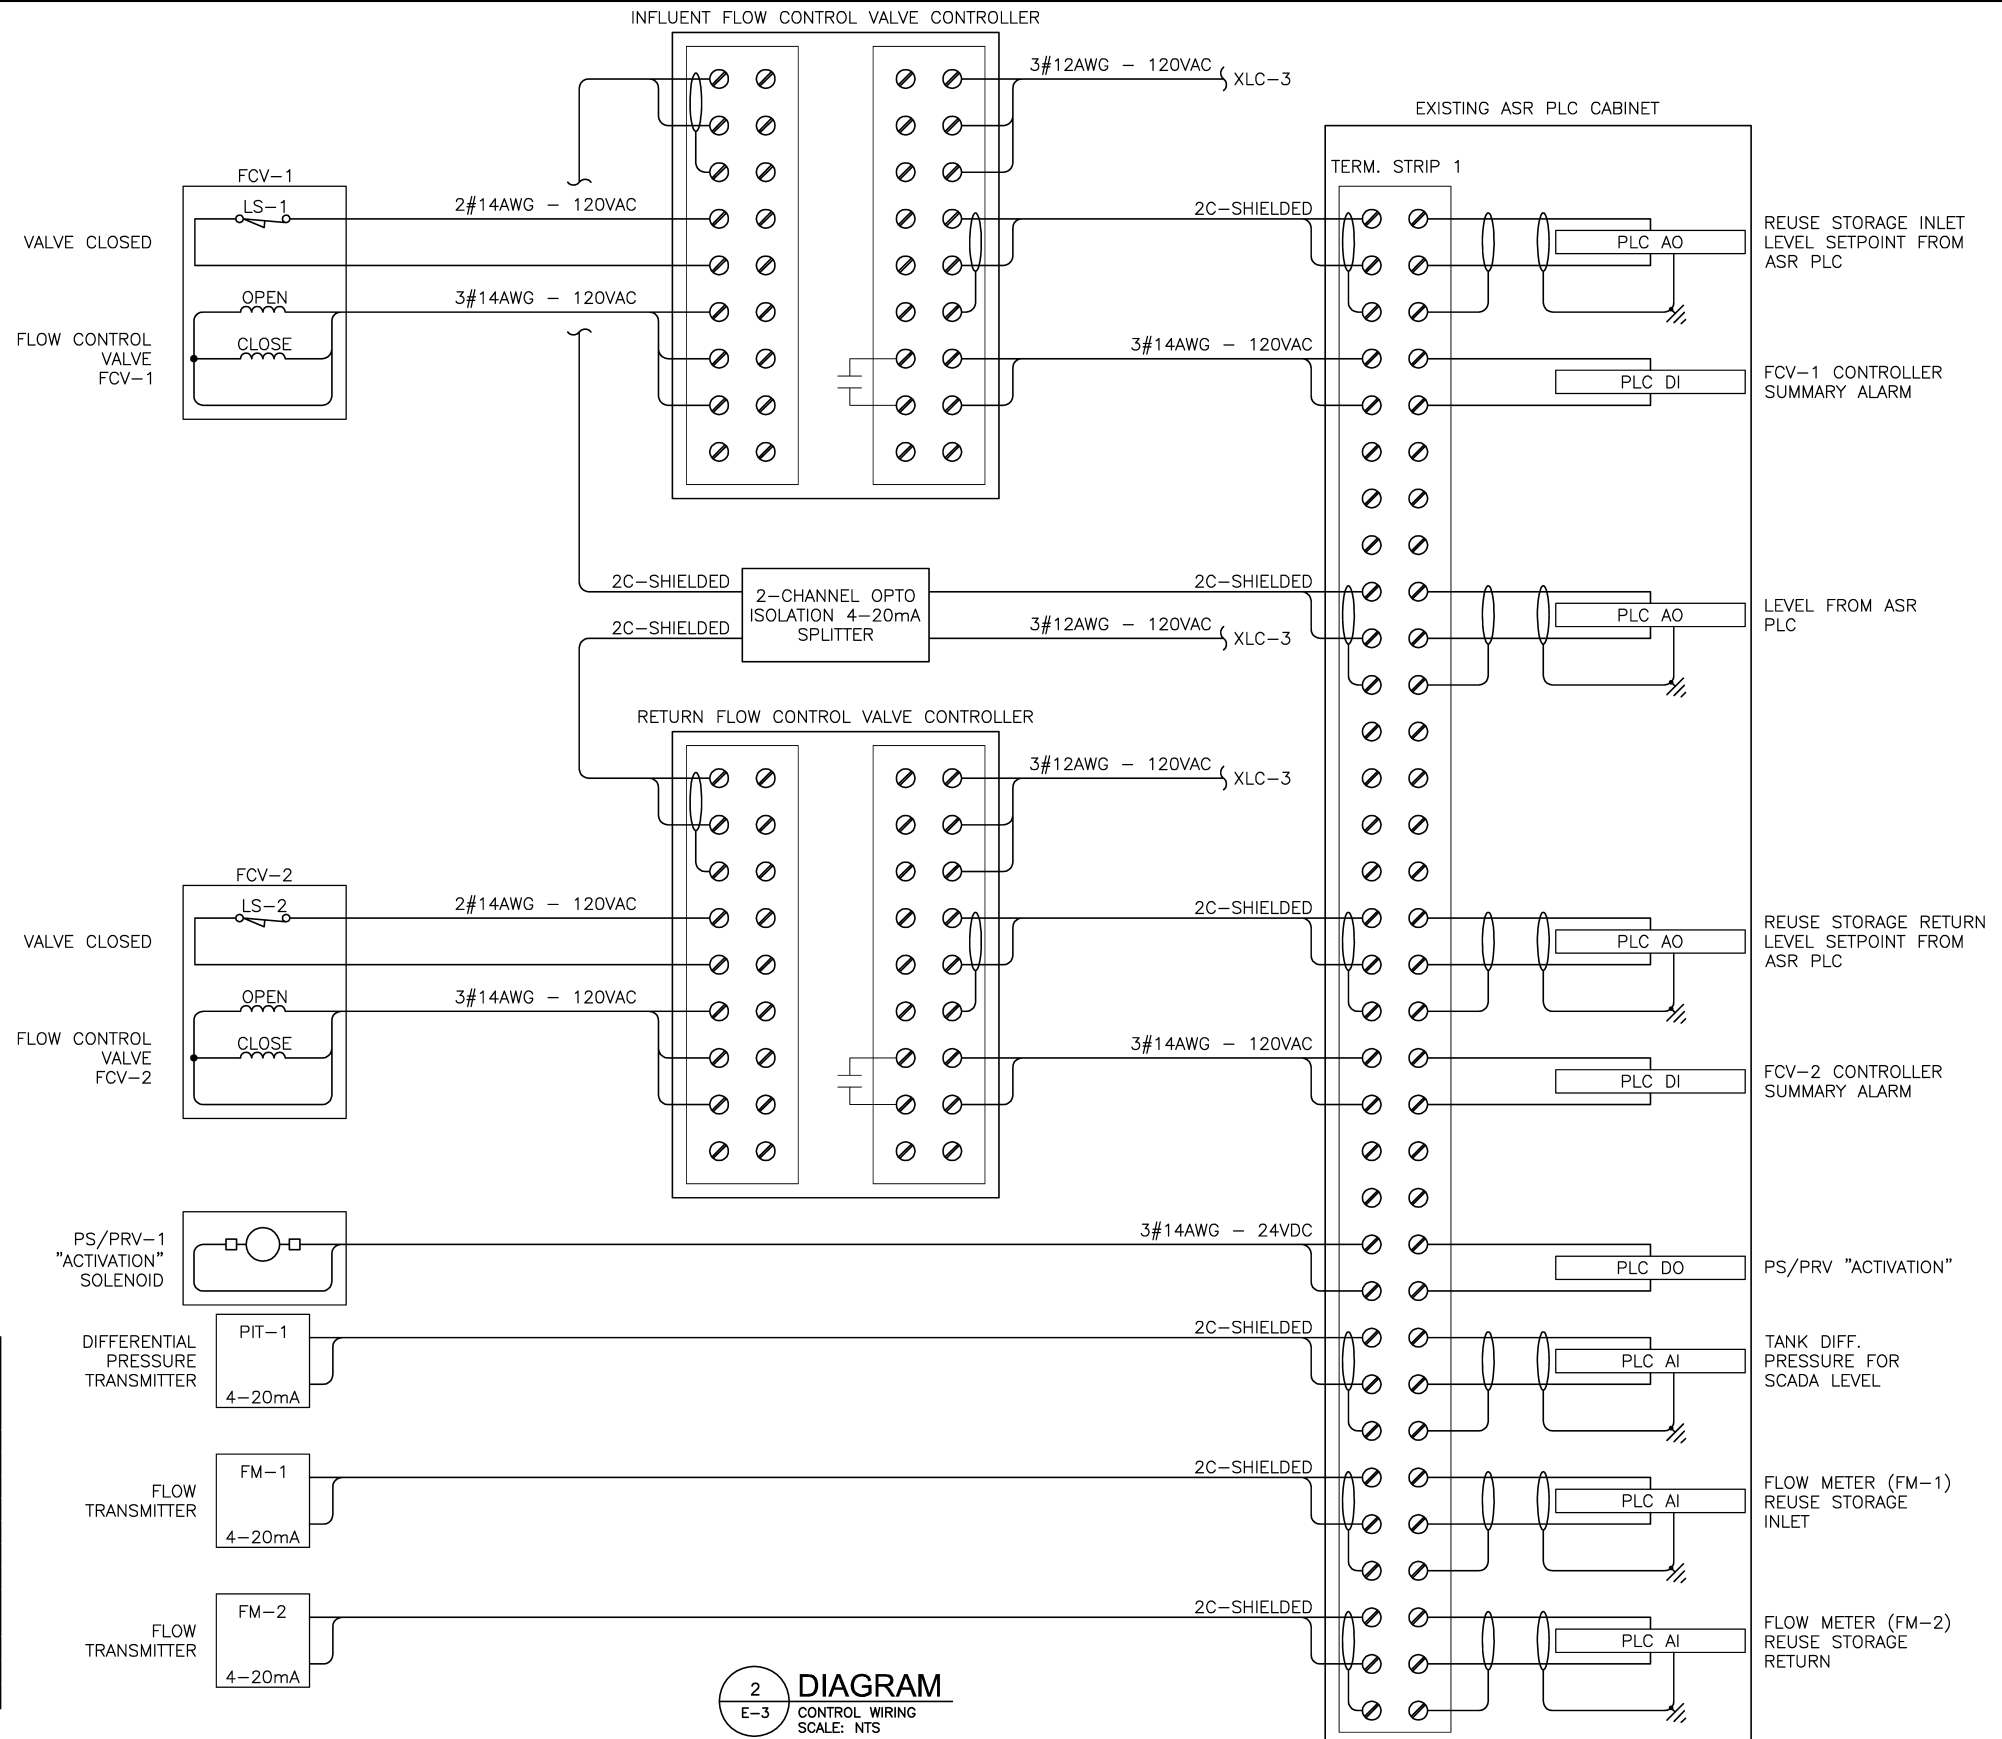 INFLUENT FLOW CONTROL VALVE CONTROLLER
3#12AWG – 120VAC
XLC–3
EXISTING ASR PLC CABINET
TERM. STRIP 1
FCV–1
LS–1
2#14AWG – 120VAC
2C–SHIELDED
VALVE CLOSED
PLC AO
REUSE STORAGE INLET
LEVEL SETPOINT FROM
ASR PLC
OPEN
3#14AWG – 120VAC
CLOSE
FLOW CONTROL
VALVE
FCV–1
3#14AWG – 120VAC
PLC DI
FCV–1 CONTROLLER
SUMMARY ALARM
2C–SHIELDED
2–CHANNEL OPTO
ISOLATION 4–20mA
SPLITTER
2C–SHIELDED
2C–SHIELDED
3#12AWG – 120VAC
XLC–3
PLC AO
LEVEL FROM ASR
PLC
RETURN FLOW CONTROL VALVE CONTROLLER
3#12AWG – 120VAC
XLC–3
FCV–2
LS–2
2#14AWG – 120VAC
2C–SHIELDED
VALVE CLOSED
PLC AO
REUSE STORAGE RETURN
LEVEL SETPOINT FROM
ASR PLC
OPEN
3#14AWG – 120VAC
CLOSE
FLOW CONTROL
VALVE
FCV–2
3#14AWG – 120VAC
PLC DI
FCV–2 CONTROLLER
SUMMARY ALARM
PS/PRV–1
"ACTIVATION"
SOLENOID
3#14AWG – 24VDC
PLC DO
PS/PRV "ACTIVATION"
DIFFERENTIAL
PRESSURE
TRANSMITTER
PIT–1
4–20mA
2C–SHIELDED
PLC AI
TANK DIFF.
PRESSURE FOR
SCADA LEVEL
FLOW
TRANSMITTER
FM–1
4–20mA
2C–SHIELDED
PLC AI
FLOW METER (FM–1)
REUSE STORAGE
INLET
FLOW
TRANSMITTER
FM–2
4–20mA
2C–SHIELDED
PLC AI
FLOW METER (FM–2)
REUSE STORAGE
RETURN
2
E–3
DIAGRAM
CONTROL WIRING
SCALE: NTS